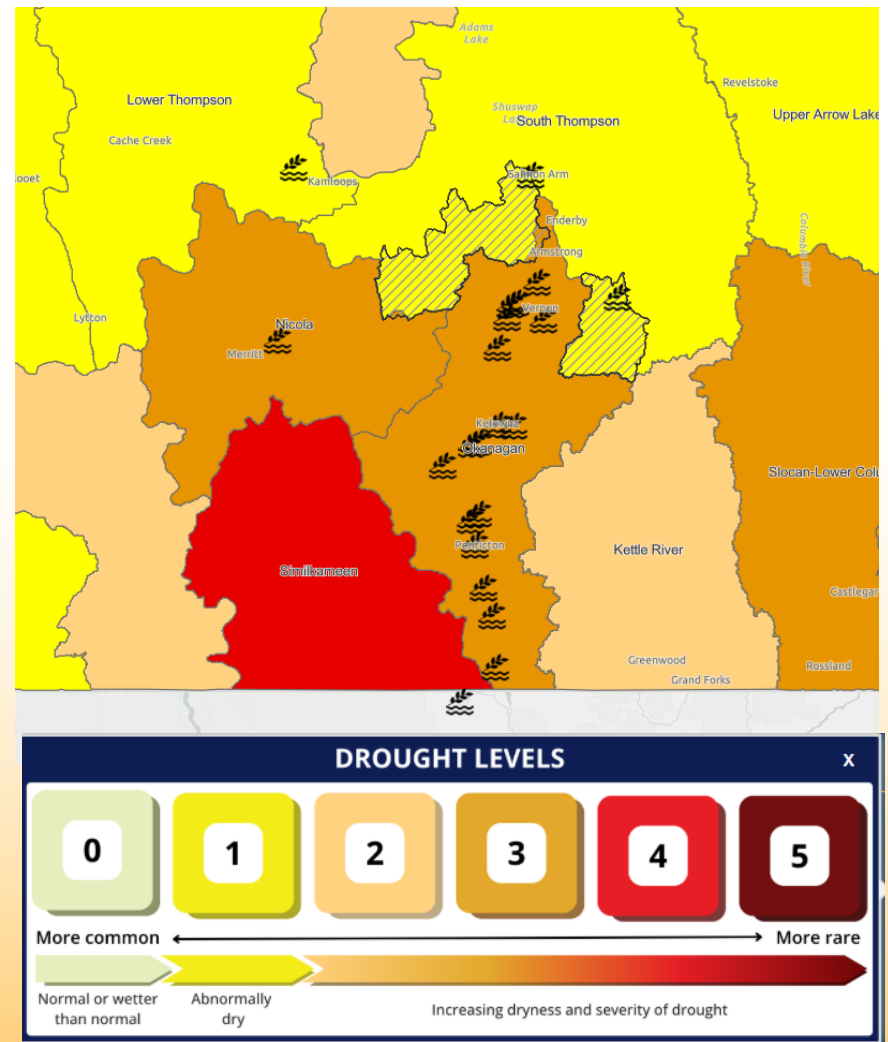 Adams
Lake
Revelstoke
Lower Thompson
Shuswap
South Thompson
Upper Arrow Lake
Cache Creek
Salmon Arm
looet
Kamloops
Enderby
Columbia River
Armstrong
Vernon
Lytton
Nicola
Merritt
Kelowna
Okanagan
Slocan-Lower Colu
Penticton
Kettle River
Similkameen
Castlegar
Greenwood
Rossland
Grand Forks
DROUGHT LEVELS
X
0
1
2
3
4
5
More common
More rare
Normal or wetter
than normal
Abnormally
dry
Increasing dryness and severity of drought